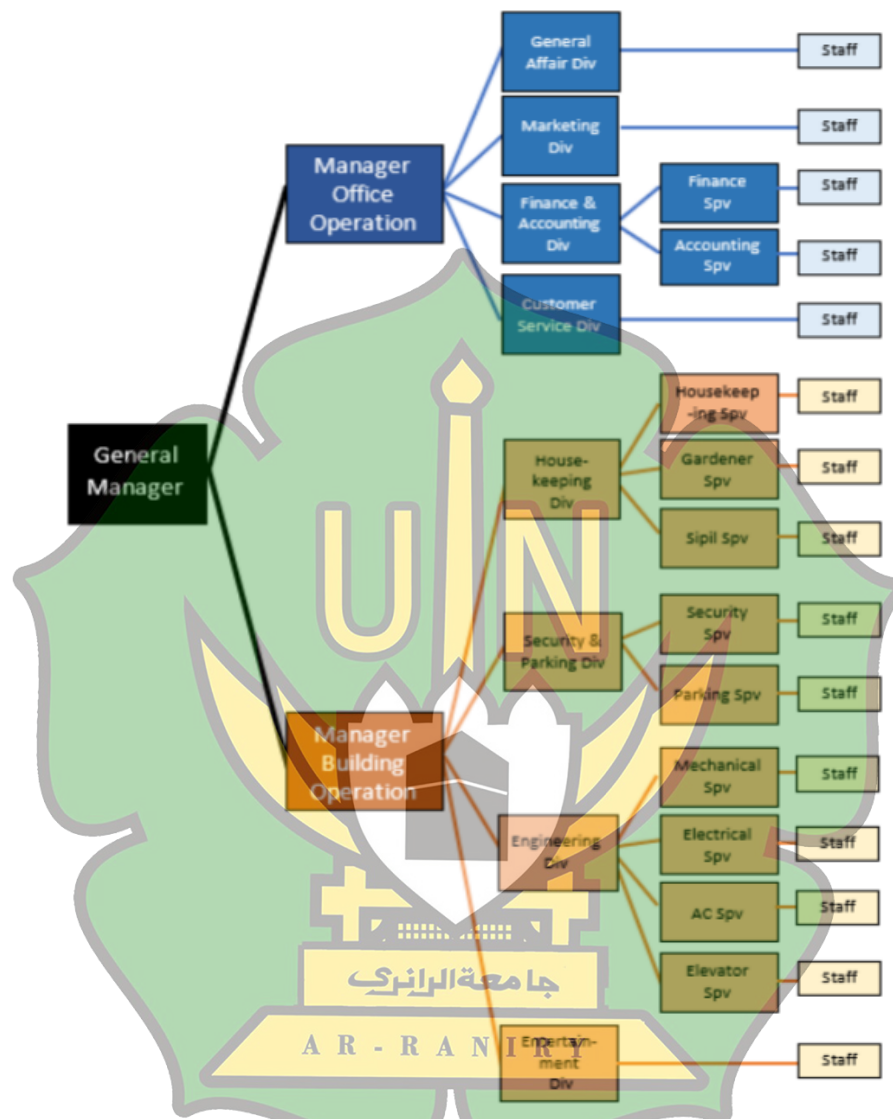 General
Affair Div
Staff
Marketing
Div
Staff
Manager
Office
Operation
Finance &
Accounting
Div
Finance
Spv
Staff
Accounting
Spv
Staff
Customer
Service Div
Staff
General
Manager
House-
keeping
Div
Housekeep
-ing Spv
Staff
Gardener
Spv
Staff
Sipil Spv
Staff
UIN
Security &
Parking Div
Security
Spv
Staff
Parking Spv
Staff
Manager
Building
Operation
Engineering
Div
Mechanical
Spv
Staff
Electrical
Spv
Staff
AC Spv
Staff
Elevator
Spv
Staff
جامعة الرانري
AR-RANIRY
Entertain-
ment
Div
Staff